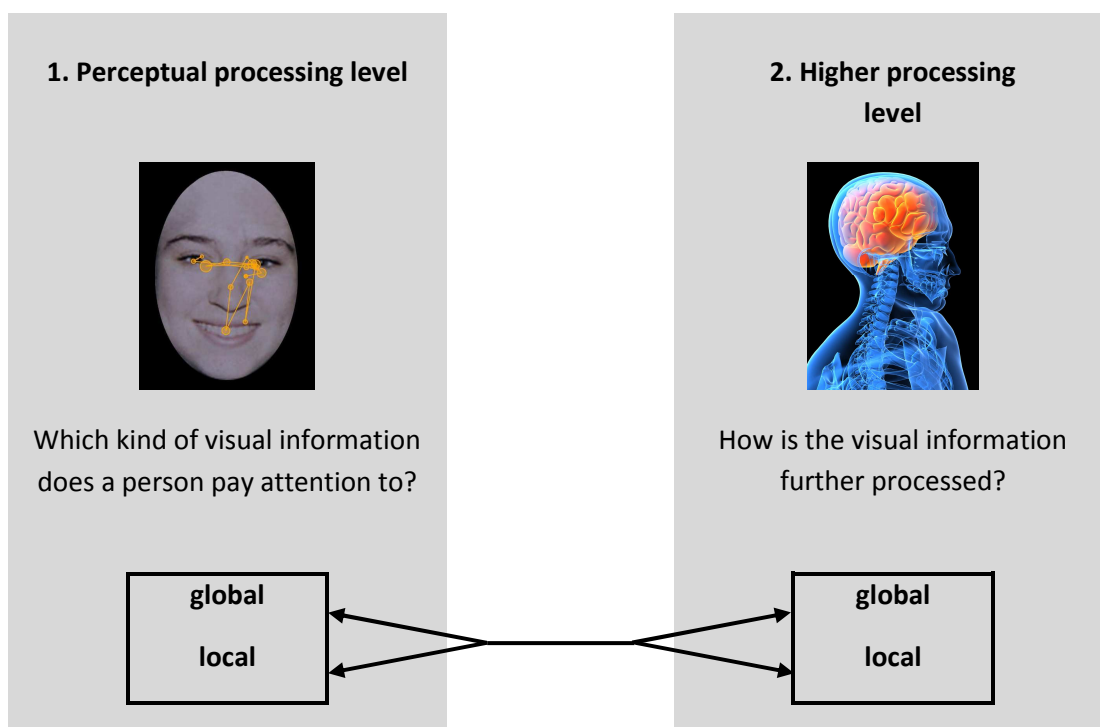 1. Perceptual processing level
Which kind of visual information
does a person pay attention to?
global
local
2. Higher processing
level
How is the visual information
further processed?
global
local